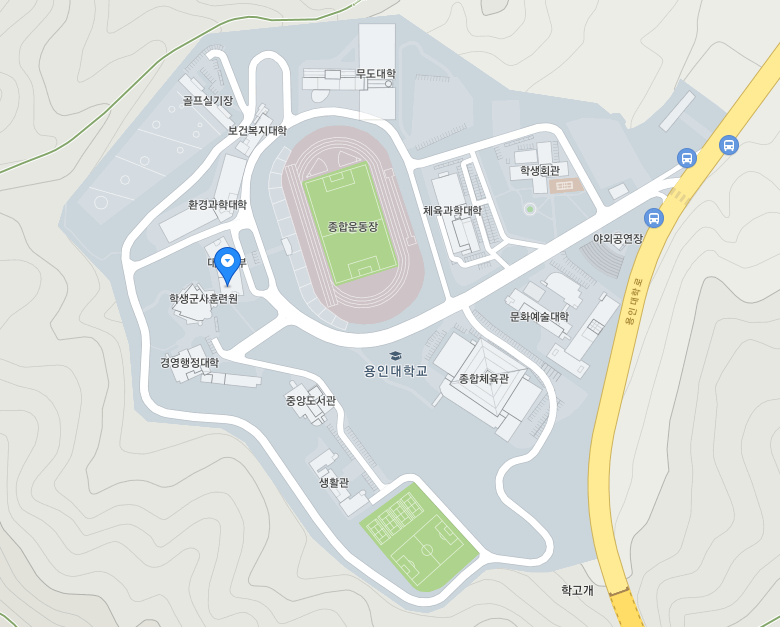 무도대학
골프실기장
보건복지대학
학생회관
환경과학대학
체육과학대학
종합운동장
야외공연장
학생군사훈련원
용인대학로
문화예술대학
경영행정대학
용인대학교
종합체육관
중앙도서관
생활관
학고개